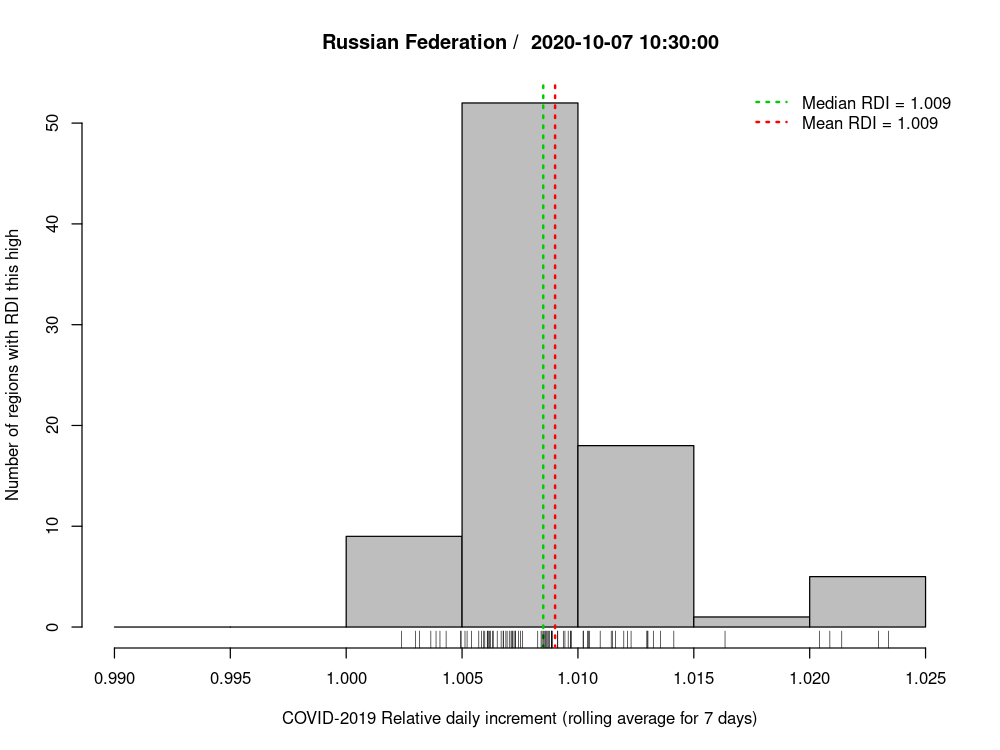 Russian Federation /  2020-10-07 10:30:00
Median RDI = 1.009
Mean RDI = 1.009
Number of regions with RDI this high
50
40
30
20
10
0
0.990 0.995 1.000 1.005 1.010 1.015 1.020 1.025
COVID-2019 Relative daily increment (rolling average for 7 days)